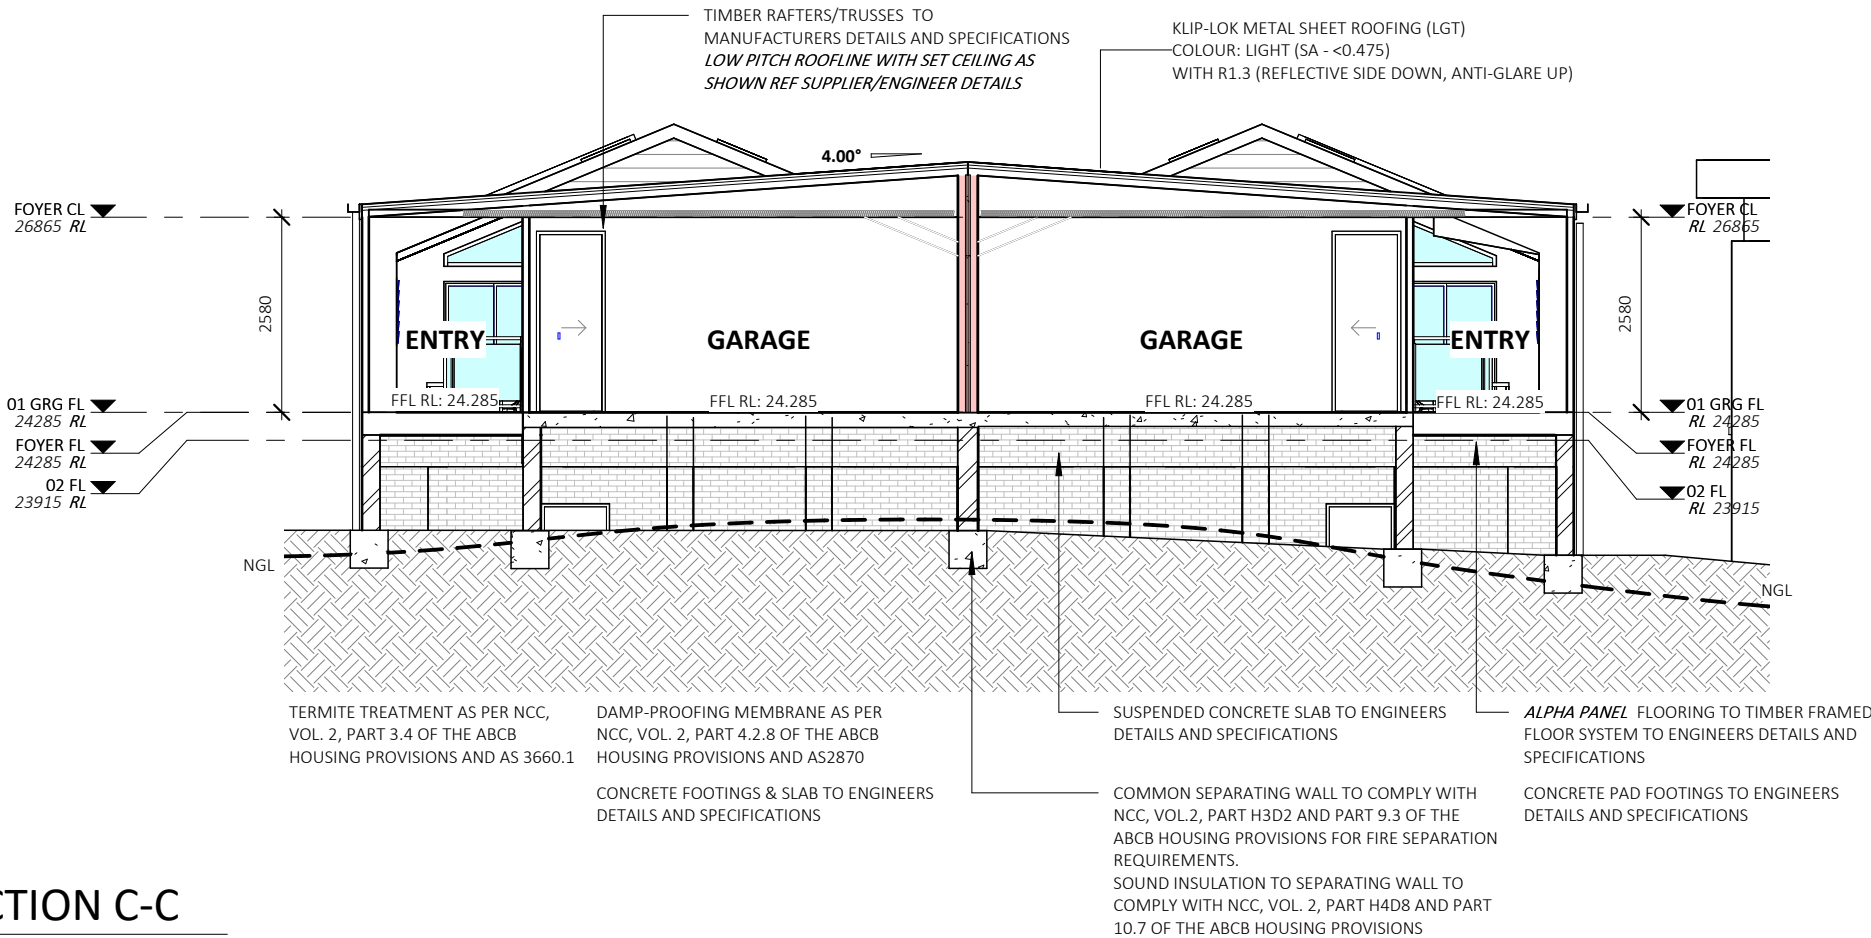 TIMBER RAFTERS/TRUSSES TO
MANUFACTURERS DETAILS AND SPECIFICATIONS
LOW PITCH ROOFLINE WITH SET CEILING AS
SHOWN REF SUPPLIER/ENGINEER DETAILS
KLIP-LOK METAL SHEET ROOFING (LGT)
COLOUR: LIGHT (SA - <0.475)
WITH R1.3 (REFLECTIVE SIDE DOWN, ANTI-GLARE UP)
4.00°
FOYER CL
26865 RL
FOYER CL
RL 26865
2580
2580
ENTRY
GARAGE
GARAGE
ENTRY
FFL RL: 24.285
FFL RL: 24.285
FFL RL: 24.285
FFL RL: 24.285
01 GRG FL
24285 RL
FOYER FL
24285 RL
02 FL
23915 RL
01 GRG FL
RL 24285
FOYER FL
RL 24285
02 FL
RL 23915
NGL
NGL
TERMITE TREATMENT AS PER NCC,
VOL. 2, PART 3.4 OF THE ABCB
HOUSING PROVISIONS AND AS 3660.1
DAMP-PROOFING MEMBRANE AS PER
NCC, VOL. 2, PART 4.2.8 OF THE ABCB
HOUSING PROVISIONS AND AS2870
CONCRETE FOOTINGS & SLAB TO ENGINEERS
DETAILS AND SPECIFICATIONS
SUSPENDED CONCRETE SLAB TO ENGINEERS
DETAILS AND SPECIFICATIONS
COMMON SEPARATING WALL TO COMPLY WITH
NCC, VOL.2, PART H3D2 AND PART 9.3 OF THE
ABCB HOUSING PROVISIONS FOR FIRE SEPARATION
REQUIREMENTS.
SOUND INSULATION TO SEPARATING WALL TO
COMPLY WITH NCC, VOL. 2, PART H4D8 AND PART
10.7 OF THE ABCB HOUSING PROVISIONS
ALPHA PANEL FLOORING TO TIMBER FRAMED
FLOOR SYSTEM TO ENGINEERS DETAILS AND
SPECIFICATIONS
CONCRETE PAD FOOTINGS TO ENGINEERS
DETAILS AND SPECIFICATIONS
CTION C-C